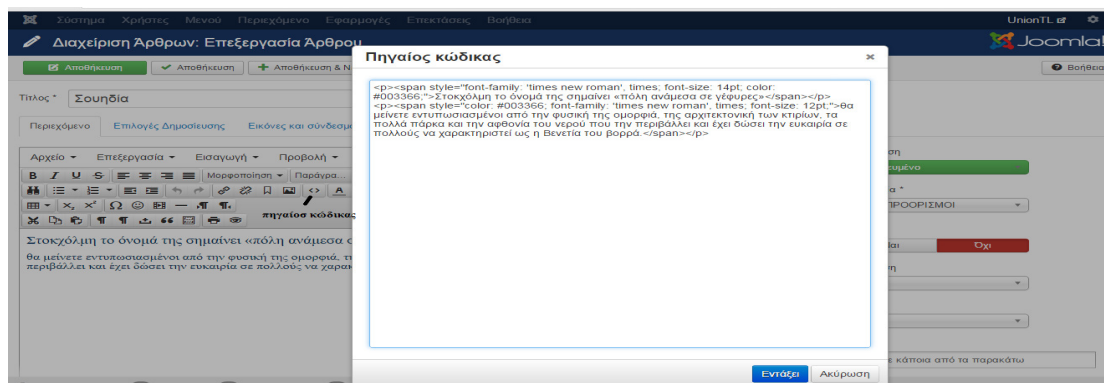 Σύστημα Χρήστες Μενού Περιεχόμενο Εφαρμογές Επεκτάσεις Βοήθεια UnionTL
Διαχείριση Άρθρων: Επεξεργασία Άρθρου Joomla!
Πηγαίος κώδικας ×
Αποθήκευση Αποθήκευση Αποθήκευση & Ν Βοήθεια
Τίτλος * Σουηδία
<p><span style="font-family: 'times new roman', times; font-size: 14pt; color:
#003366;">Στοκχόλμη το όνομά της σημαίνει «πόλη ανάμεσα σε γέφυρες»</span></p>
<p><span style="color: #003366; font-family: 'times new roman', times; font-size: 12pt;">θα
μείνετε εντυπωσιασμένοι από την φυσική της ομορφιά, της αρχιτεκτονική των κτιρίων, τα
πολλά πάρκα και την αφθονία του νερού που την περιβάλλει και έχει δώσει την ευκαιρία σε
πολλούς να χαρακτηριστεί ως η Βενετία του βορρά.</span></p>
Περιεχόμενο Επιλογές Δημοσίευσης Εικόνες και σύνδεσμ
Αρχείο Επεξεργασία Εισαγωγή Προβολή
B I U S Μορφοποίηση Παράγρα...
πηγαίοσ κώδικας
ΠΡΟΟΡΙΣΜΟΙ
Στοκχόλμη το όνομά της σημαίνει «πόλη ανάμεσα σ
Όχι
θα μείνετε εντυπωσιασμένοι από την φυσική της ομορφιά, τ
περιβάλλει και έχει δώσει την ευκαιρία σε πολλούς να χαρακ
κάποια από τα παρακάτω
Εντάξει Ακύρωση